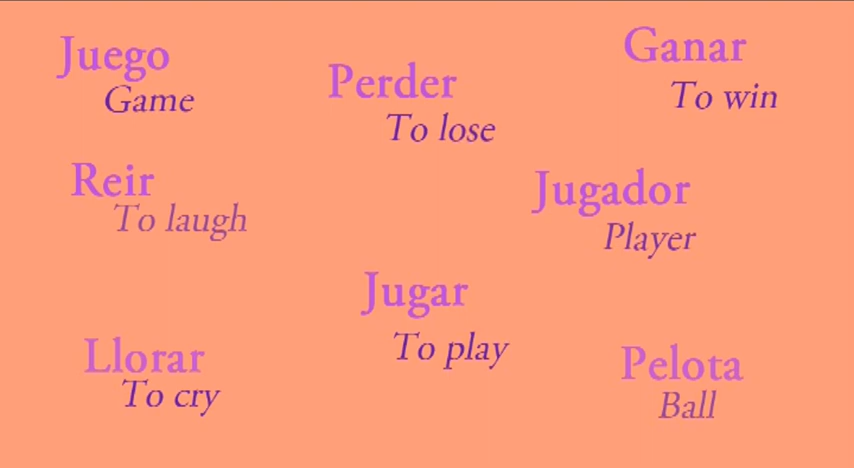 Juego
Game
Perder
To lose
Ganar
To win
Reir
To laugh
Jugador
Player
Jugar
To play
Llorar
To cry
Pelota
Ball